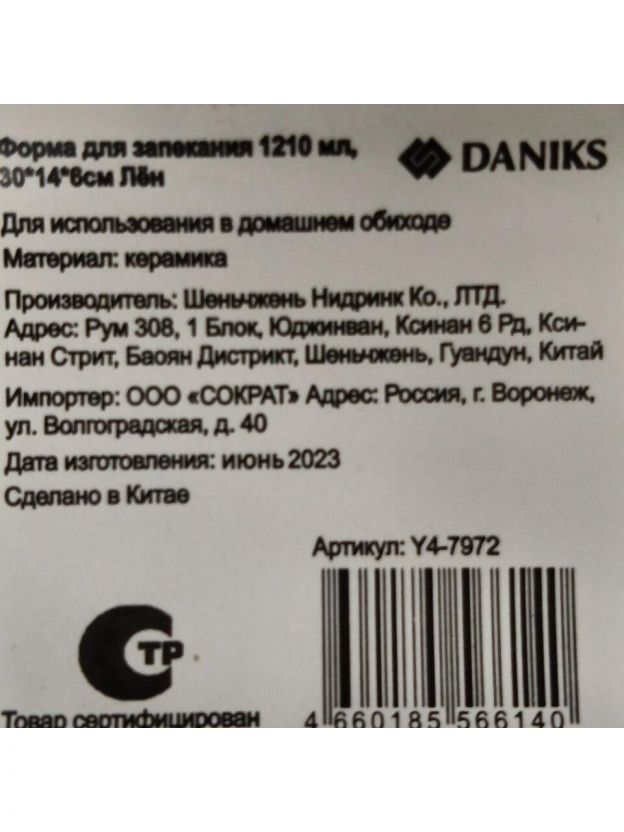 Форма для запекания 1210 мл,
30*14*6см Лён
DANIKS
Для использования в домашнем обиходе
Материал: керамика
Производитель: Шеньчжень Нидринк Ко., ЛТД.
Адрес: Рум 308, 1 Блок, Юджинван, Ксинан 6 Рд, Кси-
нан Стрит, Баоян Дистрикт, Шеньчжень, Гуандун, Китай
Импортер: ООО «СОКРАТ» Адрес: Россия, г. Воронеж,
ул. Волгоградская, д. 40
Дата изготовления: июнь 2023
Сделано в Китае
Артикул: Y4-7972
СТР
Товар сертифицирован
4 660185 566140